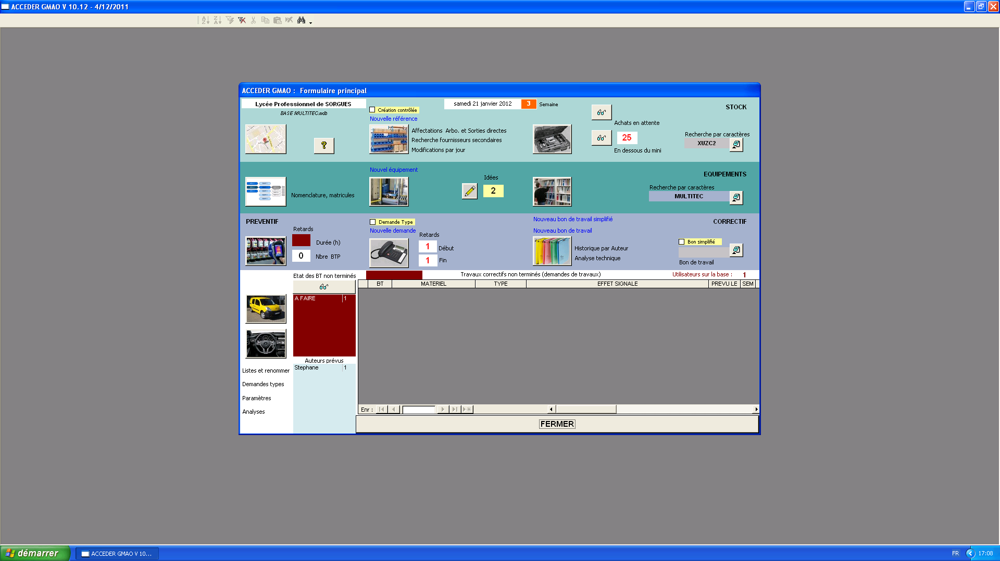 ACCEDER GMAO V 10.12 - 4/12/2011
ACCEDER GMAO : Formulaire principal
Lycée Professionnel de SORGUES
BASE MULTITEC.mdb
Création contrôlée
Nouvelle référence
samedi 21 janvier 2012
3
Semaine
STOCK
Affectations Arbo. et Sorties directes
Recherche fournisseurs secondaires
Modifications par jour
?
Achats en attente
25
En dessous du mini
Recherche par caractères
XUZC2
Nouvel équipement
EQUIPEMENTS
Nomenclature, matricules
Idées
2
Recherche par caractères
MULTITEC
PREVENTIF
Retards
Durée (h)
0
Nbre BTP
Demande Type
Nouvelle demande
Retards
1
Début
1
Fin
Nouveau bon de travail simplifié
Nouveau bon de travail
Historique par Auteur
Analyse technique
CORRECTIF
Bon simplifié
Bon de travail
Etat des BT non terminés
Travaux correctifs non terminés (demandes de travaux)
Utilisateurs sur la base :
1
BT
MATERIEL
TYPE
EFFET SIGNALE
PREVU LE
SEM
A FAIRE
1
Auteurs prévus
Stephane
1
Listes et renommer
Demandes types
Paramètres
Analyses
Enr :
FERMER
démarrer
ACCEDER GMAO V 10...
FR
17:08